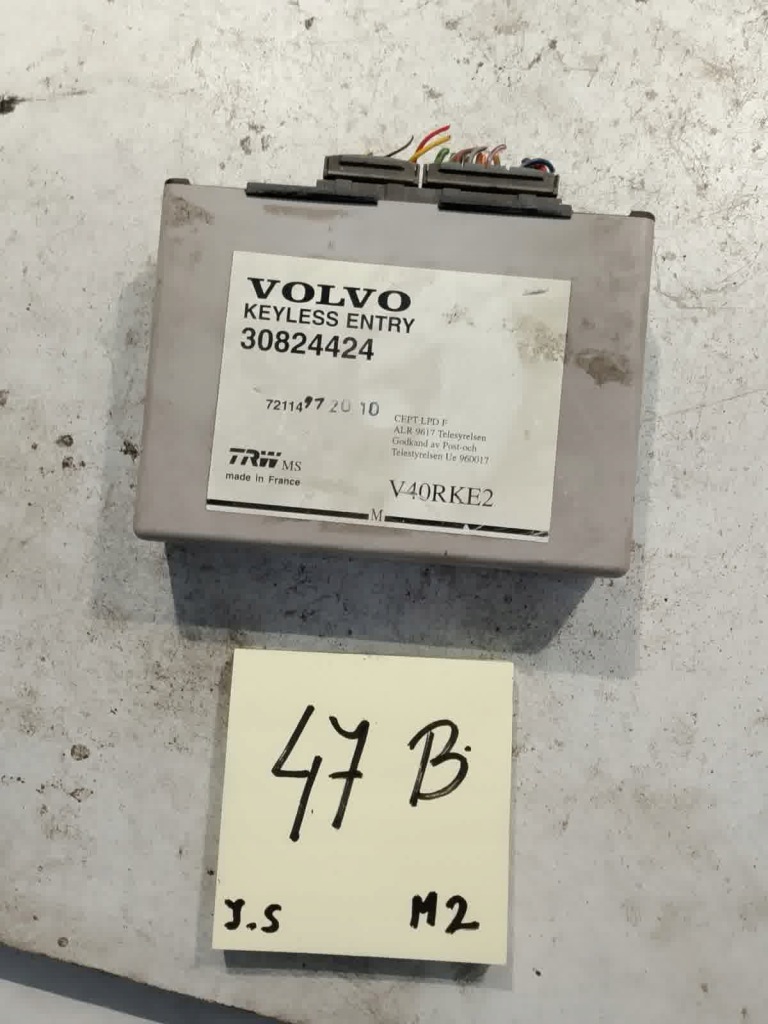 VOLVO
KEYLESS ENTRY
30824424
72114 97 20 10
CEPT LPD F
ALR 9617 Telestyrelsen
Godkand av Post-och
Telestyrelsen Ue 960017
TRW MS
made in France
V40RKE2
M
47 B
J.S M2